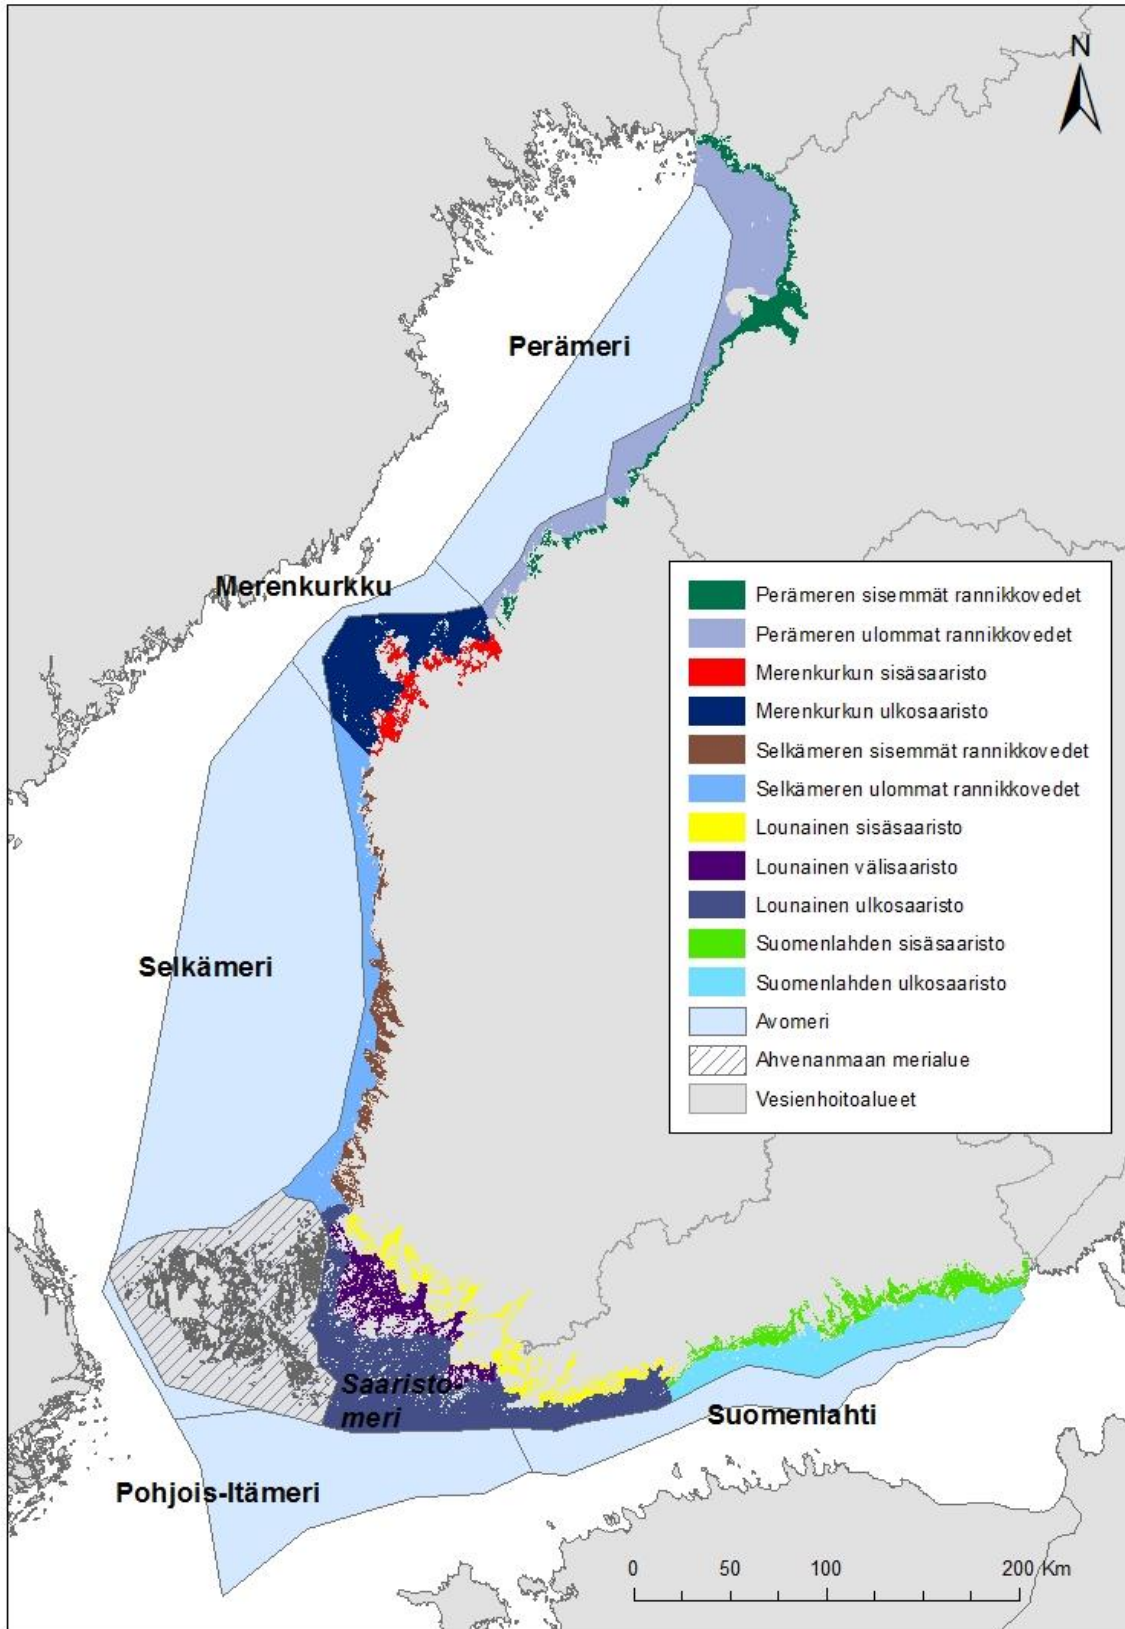 N
Perämeri
Merenkurkku
Perämeren sisemmät rannikkovedet
Perämeren ulommat rannikkovedet
Merenkurkun sisäsaaristo
Merenkurkun ulkosaaristo
Selkämeren sisemmät rannikkovedet
Selkämeren ulommat rannikkovedet
Lounainen sisäsaaristo
Lounainen välisaaristo
Lounainen ulkosaaristo
Suomenlahden sisäsaaristo
Suomenlahden ulkosaaristo
Avomeri
Ahvenanmaan merialue
Vesienhoitoalueet
Selkämeri
Saaristo-
meri
Suomenlahti
Pohjois-Itämeri
0 50 100 200 Km